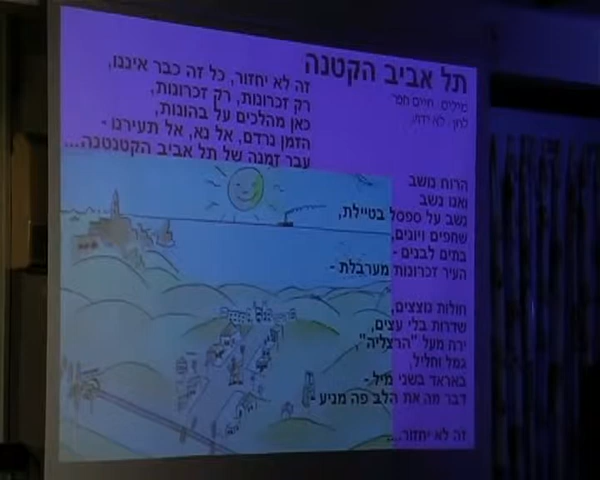 תל אביב הקטנה
מילים: חיים חפר
לחן: לא ידוע
הרוח נושב
ואנו נשב
נשב על ספסל בטיילת,
שחפים ויונים,
בתים לבנים -
העיר זכרונות מערבלת -
חולות נוצצים,
שדרות בלי עצים,
ירח מעל "הרצליה",
גמל וחליל,
באראד בשני מיל -
דבר מה את הלב פה מניע -
זה לא יחזור...
זה לא יחזור, כל זה כבר איננו,
רק זכרונות, רק זכרונות,
כאן מהלכים על בהונות,
הזמן נרדם, אל נא, אל תעירנו -
עבר זמנה של תל אביב הקטנטנה...